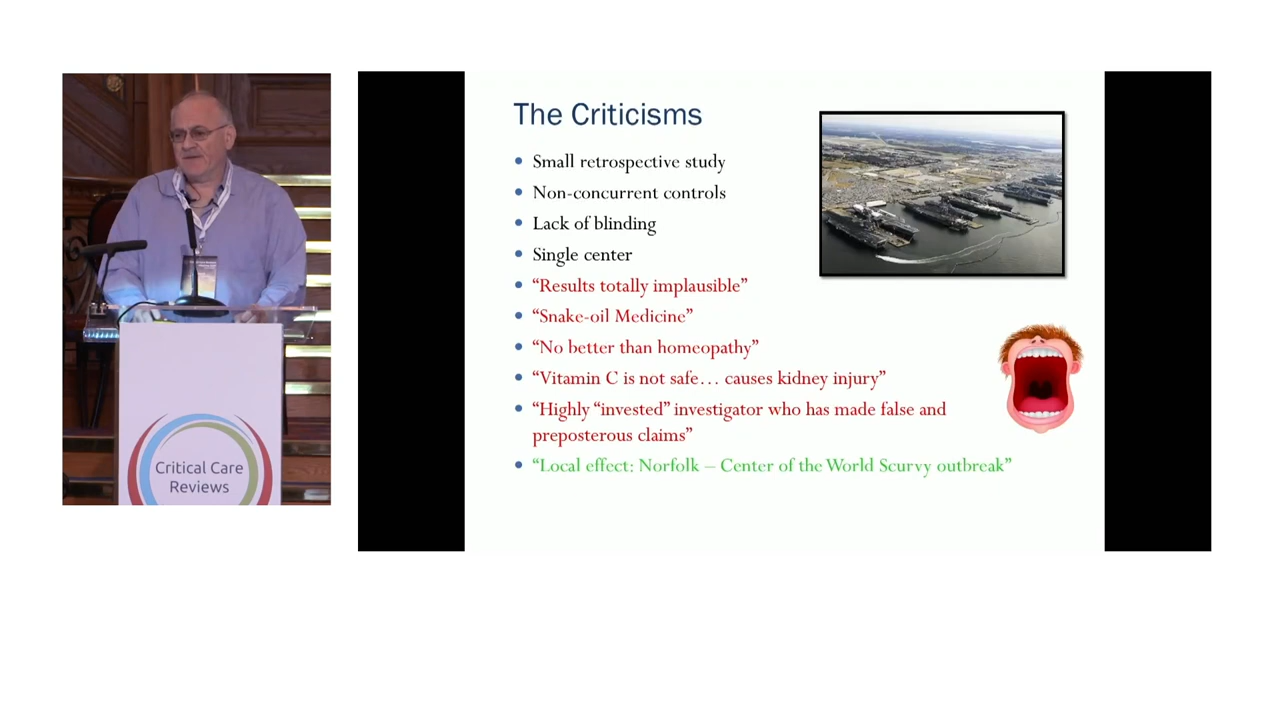 The Criticisms
• Small retrospective study
• Non-concurrent controls
• Lack of blinding
• Single center
• “Results totally implausible”
• “Snake-oil Medicine”
• “No better than homeopathy”
• “Vitamin C is not safe… causes kidney injury”
• “Highly “invested” investigator who has made false and
preposterous claims”
• “Local effect: Norfolk – Center of the World Scurvy outbreak”
Critical Care
Reviews